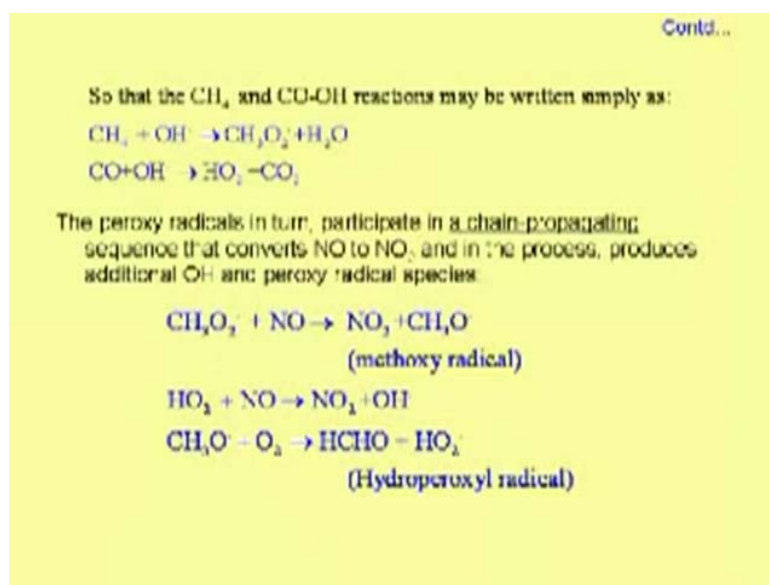 Contd...
So that the CH₄ and CO-OH reactions may be written simply as:
CH₄ + OH˙ → CH₃O₂˙ + H₂O
CO+OH˙ → HO₂˙ + CO₂
The peroxy radicals in turn, participate in a chain-propagating
sequence that converts NO to NO₂ and in the process, produces
additional OH and peroxy radical species
CH₃O₂˙ + NO → NO₂ + CH₃O˙
(methoxy radical)
HO₂ + NO → NO₂ + OH
CH₃O˙ + O₂ → HCHO + HO₂˙
(Hydroperoxyl radical)